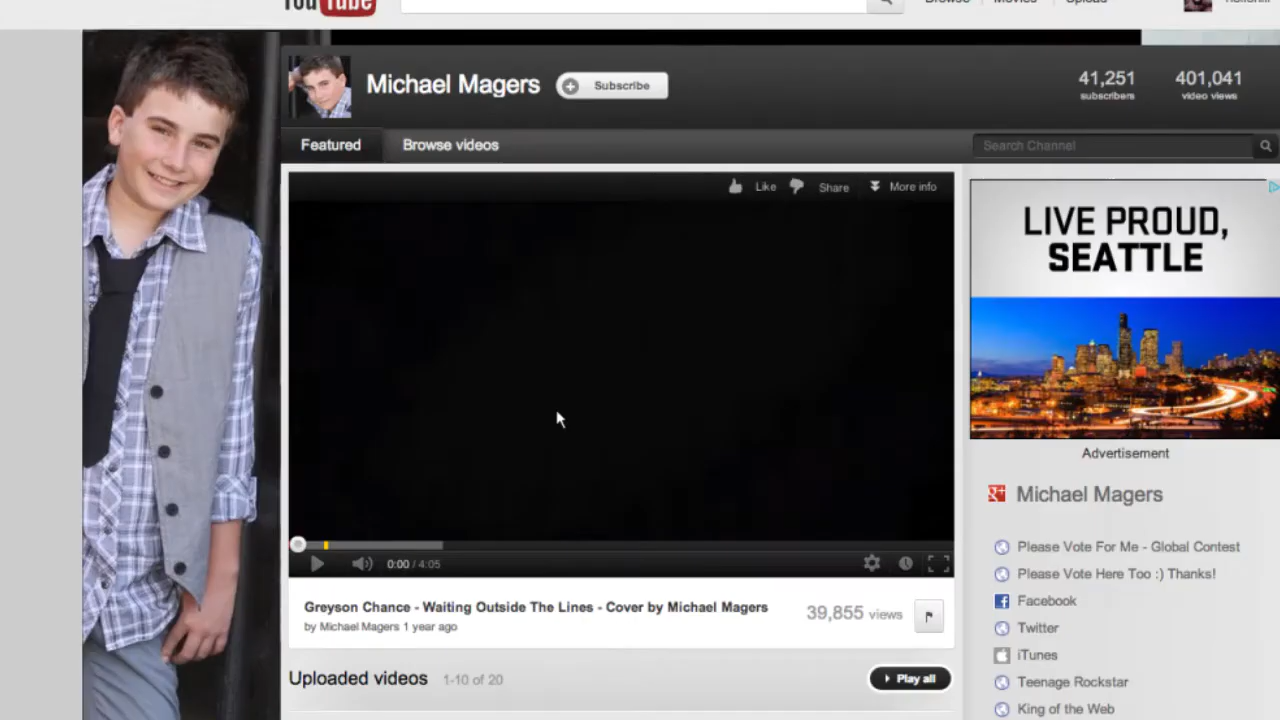 YouTube
Browse
Movies
Upload
Michael Magers
Subscribe
41,251
subscribers
401,041
video views
Featured
Browse videos
Search Channel
Like
Share
More info
LIVE PROUD,
SEATTLE
Advertisement
Michael Magers
Please Vote For Me - Global Contest
Please Vote Here Too :) Thanks!
Facebook
Twitter
iTunes
Teenage Rockstar
King of the Web
0:00 / 4:05
Greyson Chance - Waiting Outside The Lines - Cover by Michael Magers
by Michael Magers 1 year ago
39,855 views
Uploaded videos
1-10 of 20
Play all